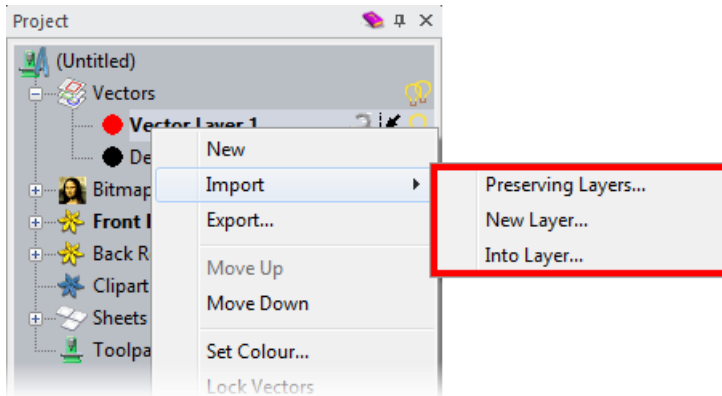 Project
(Untitled)
Vectors
Vector Layer 1
De
Bitmap
Front
Back R
Clipart
Sheets
Toolpa
New
Import
Export...
Move Up
Move Down
Set Colour...
Lock Vectors
Preserving Layers...
New Layer...
Into Layer...